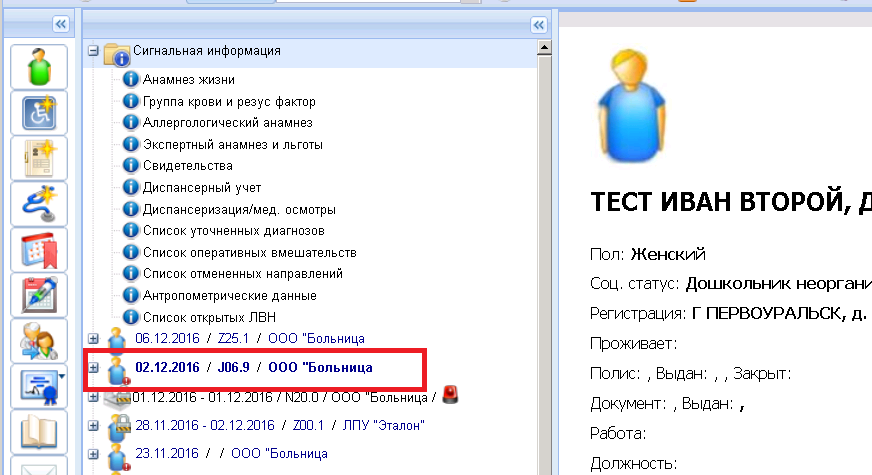 Сигнальная информация
Анамнез жизни
Группа крови и резус фактор
Аллергологический анамнез
Экспертный анамнез и льготы
Свидетельства
Диспансерный учет
Диспансеризация/мед. осмотры
Список уточненных диагнозов
Список оперативных вмешательств
Список отмененных направлений
Антропометрические данные
Список открытых ЛВН
06.12.2016 / Z25.1 / ООО "Больница
02.12.2016 / J06.9 / ООО "Больница
01.12.2016 - 01.12.2016 / N20.0 / ООО "Больница /
28.11.2016 - 02.12.2016 / Z00.1 / ЛПУ "Эталон"
23.11.2016 / / ООО "Больница
ТЕСТ ИВАН ВТОРОЙ, Д
Пол: Женский
Соц. статус: Дошкольник неоргани
Регистрация: Г ПЕРВОУРАЛЬСК, д.
Проживает:
Полис: , Выдан: , , Закрыт:
Документ: , Выдан: ,
Работа:
Должность: